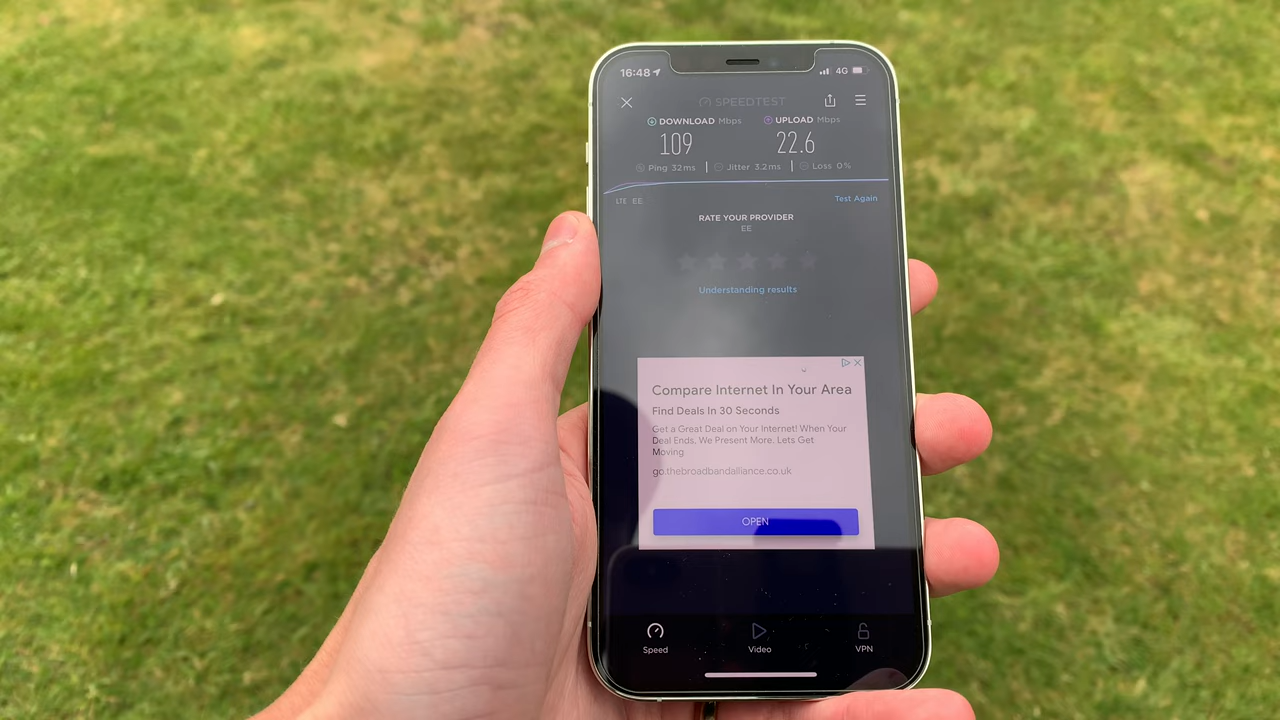 16:48 4G
SPEEDTEST
DOWNLOAD Mbps UPLOAD Mbps
109 22.6
Ping 32ms Jitter 3.2ms Loss 0%
LTE EE Test Again
RATE YOUR PROVIDER
EE
Understanding results
Compare Internet In Your Area
Find Deals In 30 Seconds
Get a Great Deal on Your Internet! When Your
Deal Ends, We Present More. Lets Get
Moving
go.thebroadbandalliance.co.uk
OPEN
Speed Video VPN